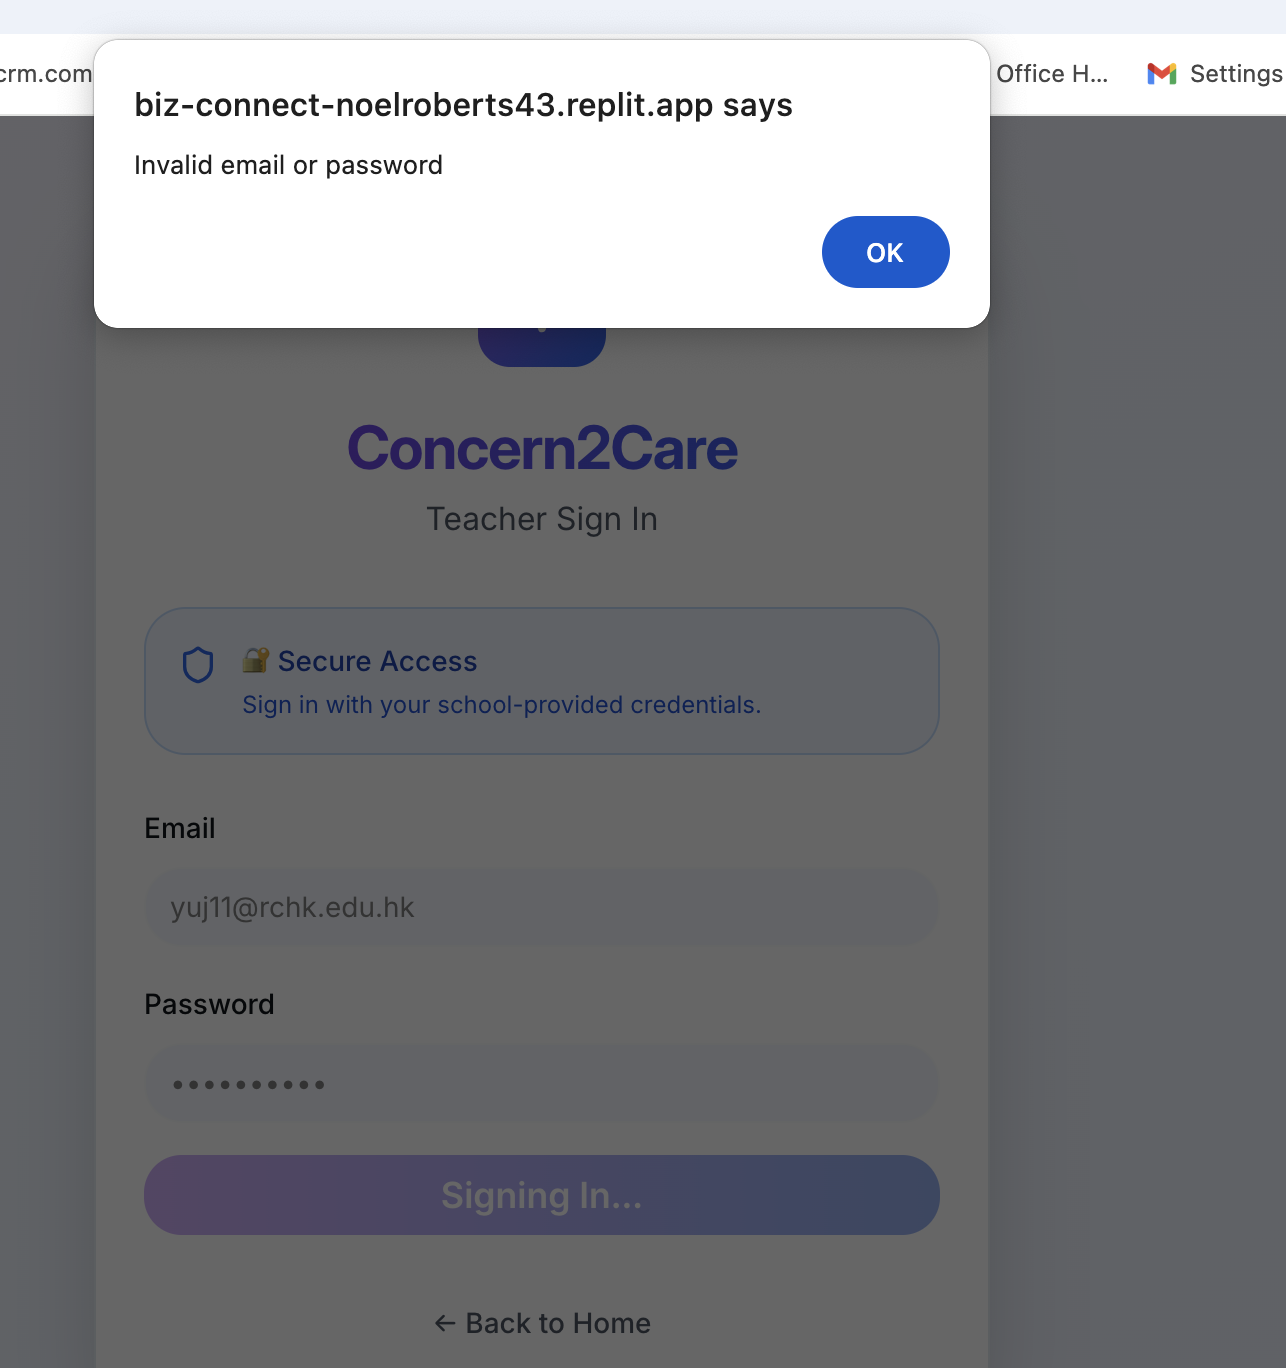 crm.com
Office H...
Settings
biz-connect-noelroberts43.replit.app says
Invalid email or password
OK
Concern2Care
Teacher Sign In
🔐 Secure Access
Sign in with your school-provided credentials.
Email
yuj11@rchk.edu.hk
Password
••••••••••
Signing In...
← Back to Home